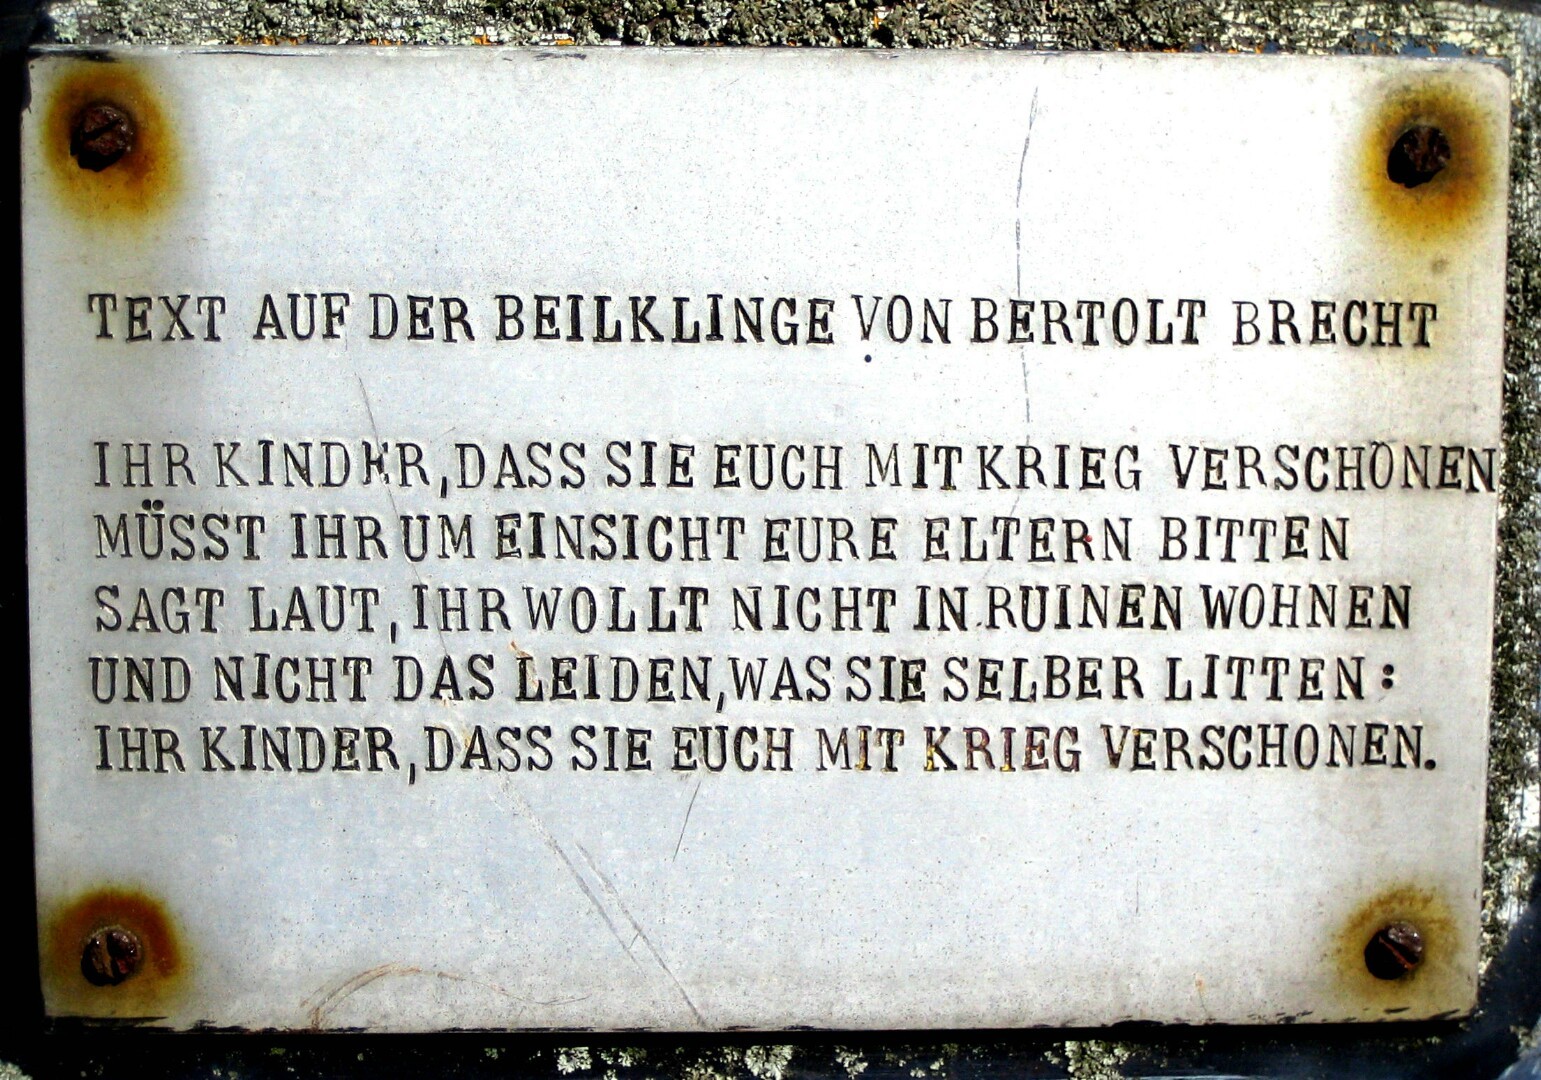 TEXT AUF DER BEILKLINGE VON BERTOLT BRECHT
IHR KINDER, DASS SIE EUCH MIT KRIEG VERSCHONEN
MÜSST IHR UM EINSICHT EURE ELTERN BITTEN
SAGT LAUT, IHR WOLLT NICHT IN RUINEN WOHNEN
UND NICHT DAS LEIDEN, WAS SIE SELBER LITTEN:
IHR KINDER, DASS SIE EUCH MIT KRIEG VERSCHONEN.